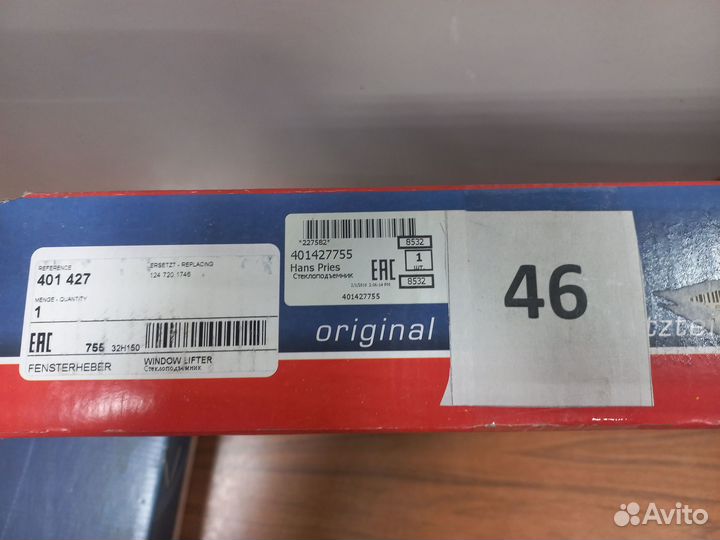 REFERENCE
401 427
ERSETZT - REPLACING
124 720 1746
MENGE - QUANTITY
1
EAC
755 32H150
FENSTERHEBER
WINDOW LIFTER
Стеклоподъемник
*227582*
8532
401427755
Hans Pries
Стеклоподъемник
EAC
1
шт.
8532
401427755
original
46
Avito